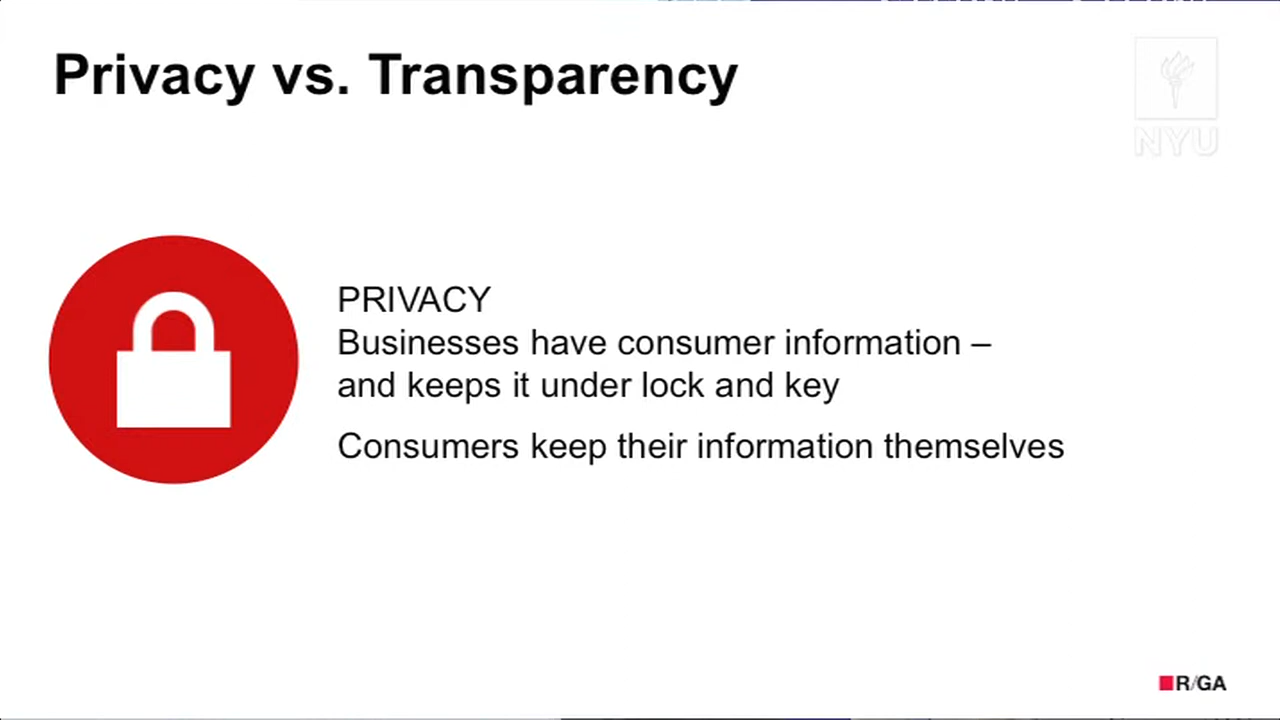 Privacy vs. Transparency
NYU
PRIVACY
Businesses have consumer information –
and keeps it under lock and key
Consumers keep their information themselves
R/GA